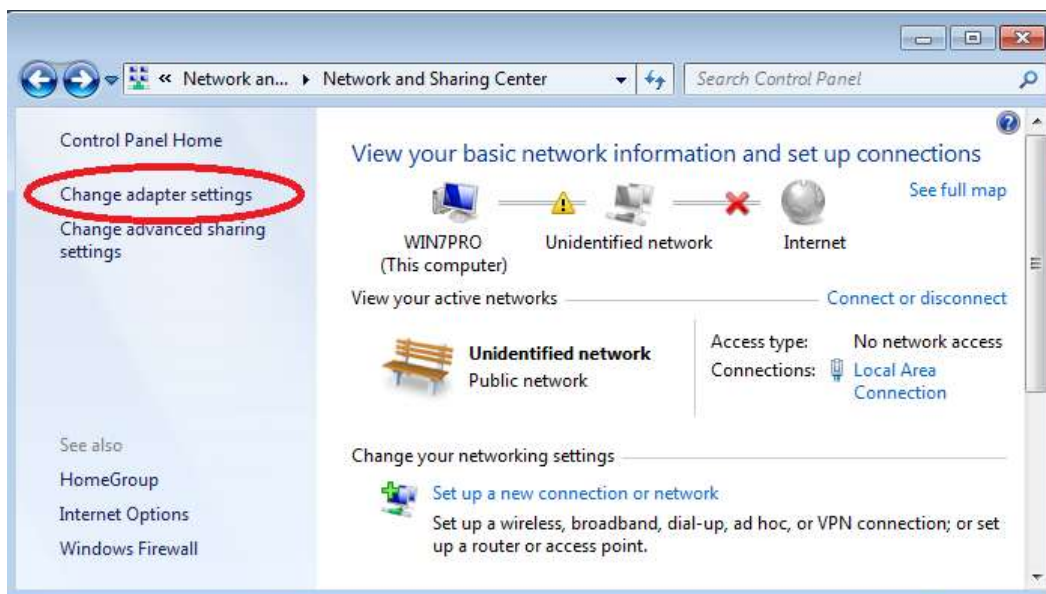 « Network an... ▸ Network and Sharing Center
Search Control Panel
Control Panel Home
Change adapter settings
Change advanced sharing
settings
See also
HomeGroup
Internet Options
Windows Firewall
View your basic network information and set up connections
See full map
WIN7PRO
(This computer)
Unidentified network
Internet
View your active networks
Connect or disconnect
Unidentified network
Public network
Access type: No network access
Connections: Local Area
Connection
Change your networking settings
Set up a new connection or network
Set up a wireless, broadband, dial-up, ad hoc, or VPN connection; or set
up a router or access point.